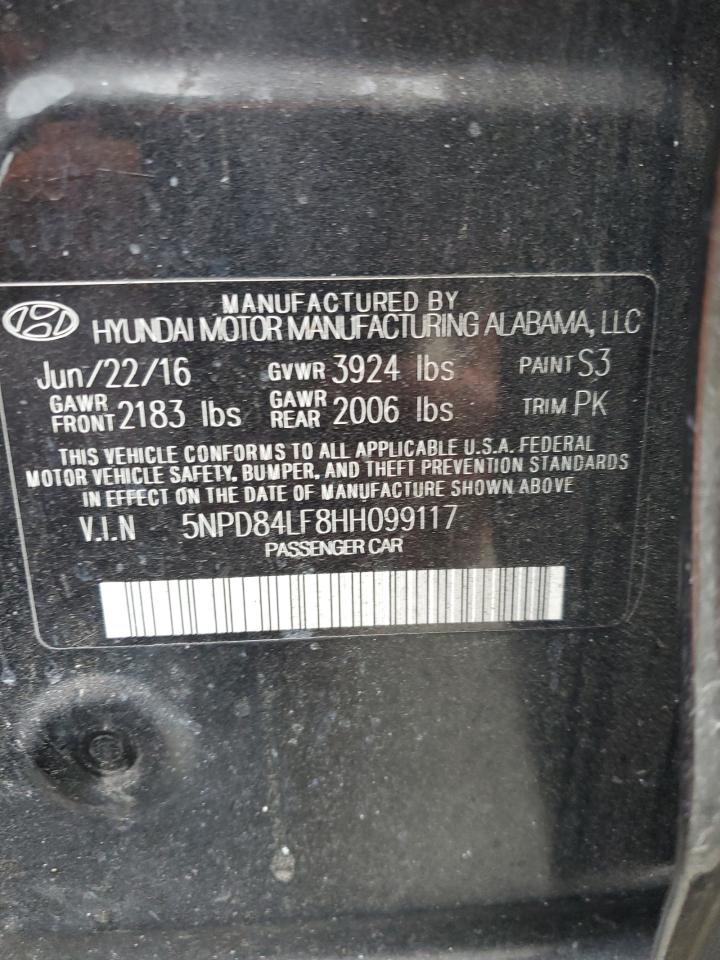 MANUFACTURED BY
HYUNDAI MOTOR MANUFACTURING ALABAMA, LLC
Jun/22/16 GVWR 3924 lbs PAINT S3
GAWR FRONT 2183 lbs GAWR REAR 2006 lbs TRIM PK
THIS VEHICLE CONFORMS TO ALL APPLICABLE U.S.A. FEDERAL
MOTOR VEHICLE SAFETY, BUMPER, AND THEFT PREVENTION STANDARDS
IN EFFECT ON THE DATE OF MANUFACTURE SHOWN ABOVE
V.I.N 5NPD84LF8HH099117
PASSENGER CAR